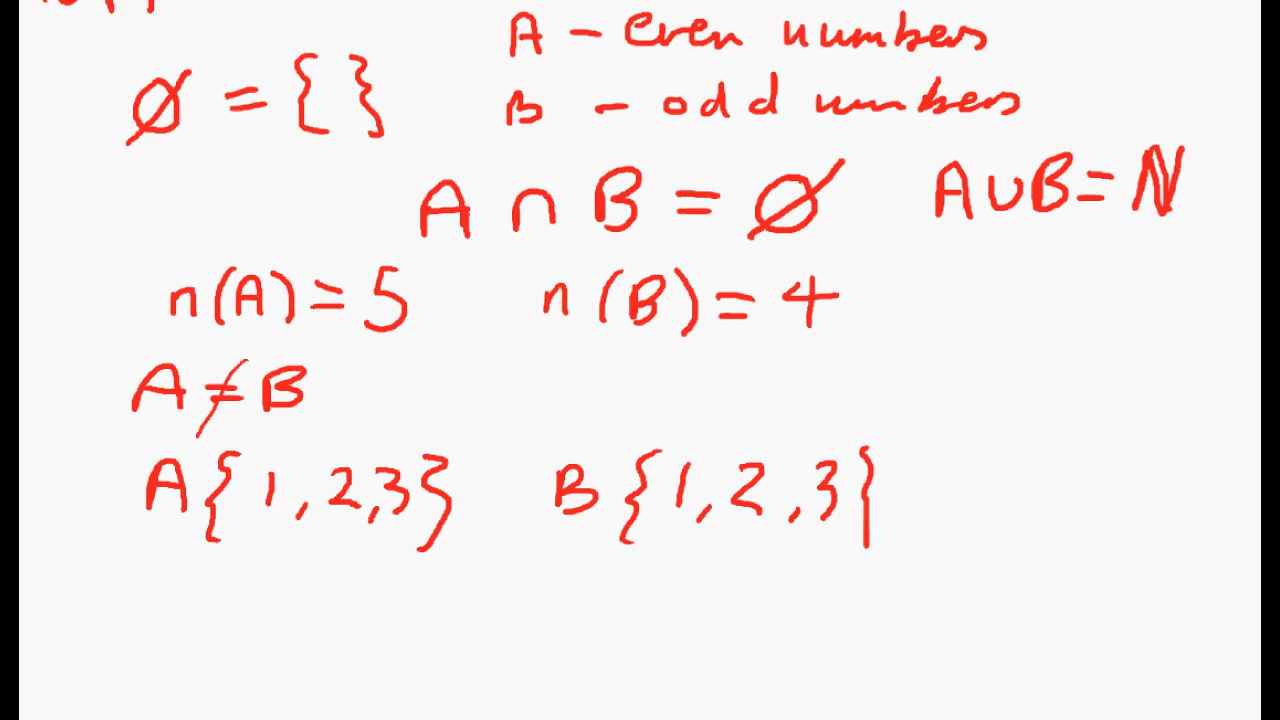 A – even numbers
∅ = { }
B – odd numbers
A ∩ B = ∅ A∪B = ℕ
n(A) = 5 n(B) = 4
A ≠ B
A{1,2,3} B{1,2,3}